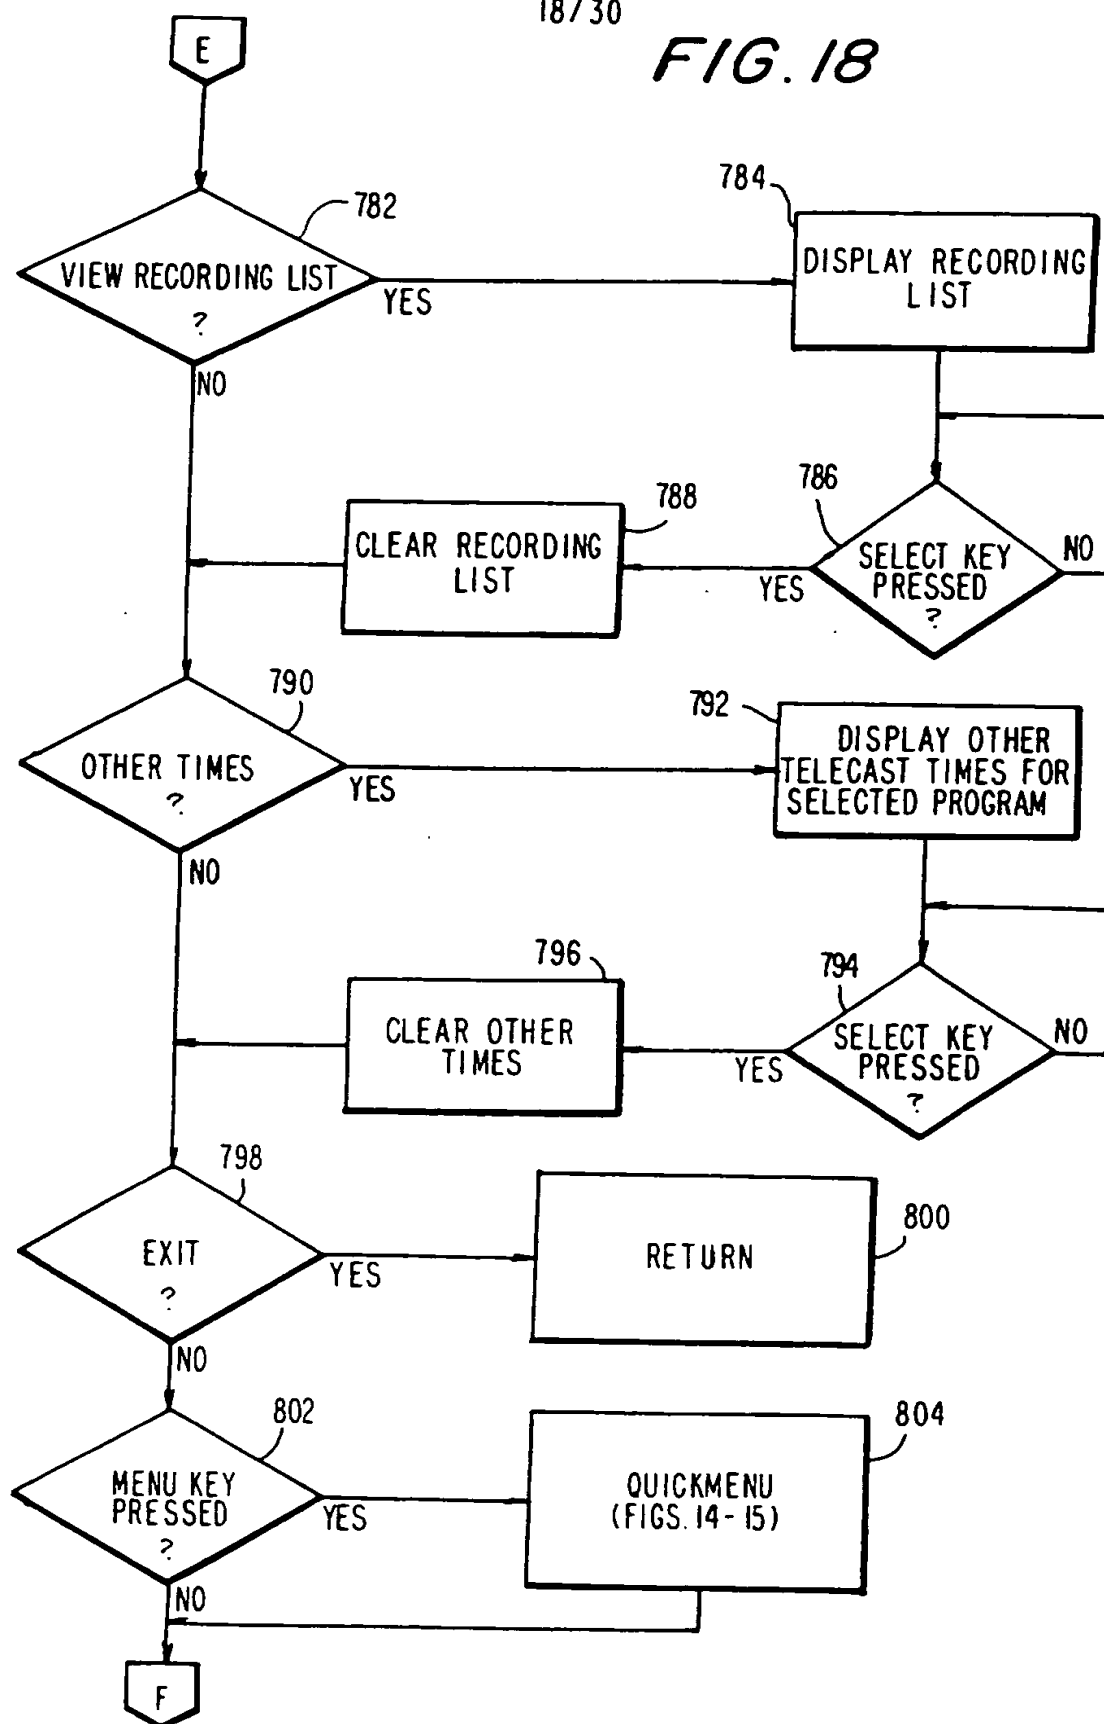 18/30
FIG. 18
E
782
VIEW RECORDING LIST
?
YES
NO
784
DISPLAY RECORDING
LIST
786
SELECT KEY
PRESSED
?
NO
YES
788
CLEAR RECORDING
LIST
790
OTHER TIMES
?
YES
NO
792
DISPLAY OTHER
TELECAST TIMES FOR
SELECTED PROGRAM
794
SELECT KEY
PRESSED
?
NO
YES
796
CLEAR OTHER
TIMES
798
EXIT
?
YES
NO
800
RETURN
802
MENU KEY
PRESSED
?
YES
NO
804
QUICKMENU
(FIGS. 14-15)
F